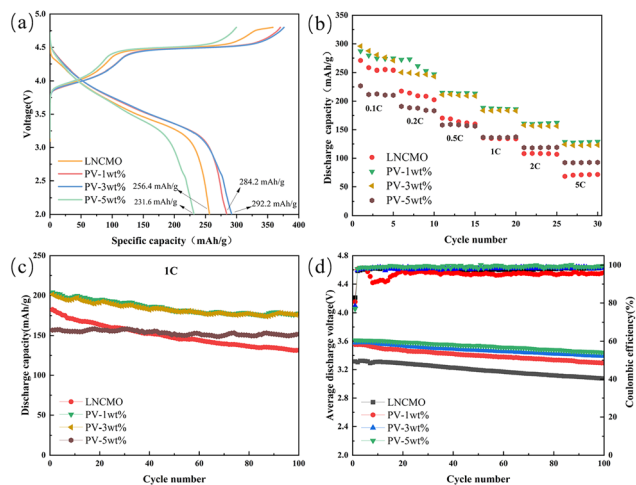 (a)
5.0
4.5
4.0
3.5
3.0
2.5
2.0
Voltage(V)
LNCMO
PV-1wt%
PV-3wt%
PV-5wt%
256.4 mAh/g
231.6 mAh/g
284.2 mAh/g
292.2 mAh/g
0 50 100 150 200 250 300 350 400
Specific capacity（mAh/g）
(b)
350
300
250
200
150
100
50
0
Discharge capacity（mAh/g）
0.1C
0.2C
0.5C
1C
2C
5C
LNCMO
PV-1wt%
PV-3wt%
PV-5wt%
0 5 10 15 20 25 30
Cycle number
(c)
1C
250
200
150
100
50
0
Discharge capacity(mAh/g)
LNCMO
PV-1wt%
PV-3wt%
PV-5wt%
0 20 40 60 80 100
Cycle number
(d)
4.8
4.4
4.0
3.6
3.2
2.8
2.4
2.0
Average discharge voltage(V)
LNCMO
PV-1wt%
PV-3wt%
PV-5wt%
100
80
60
40
20
0
Coulombic efficiency(%)
0 20 40 60 80 100
Cycle number